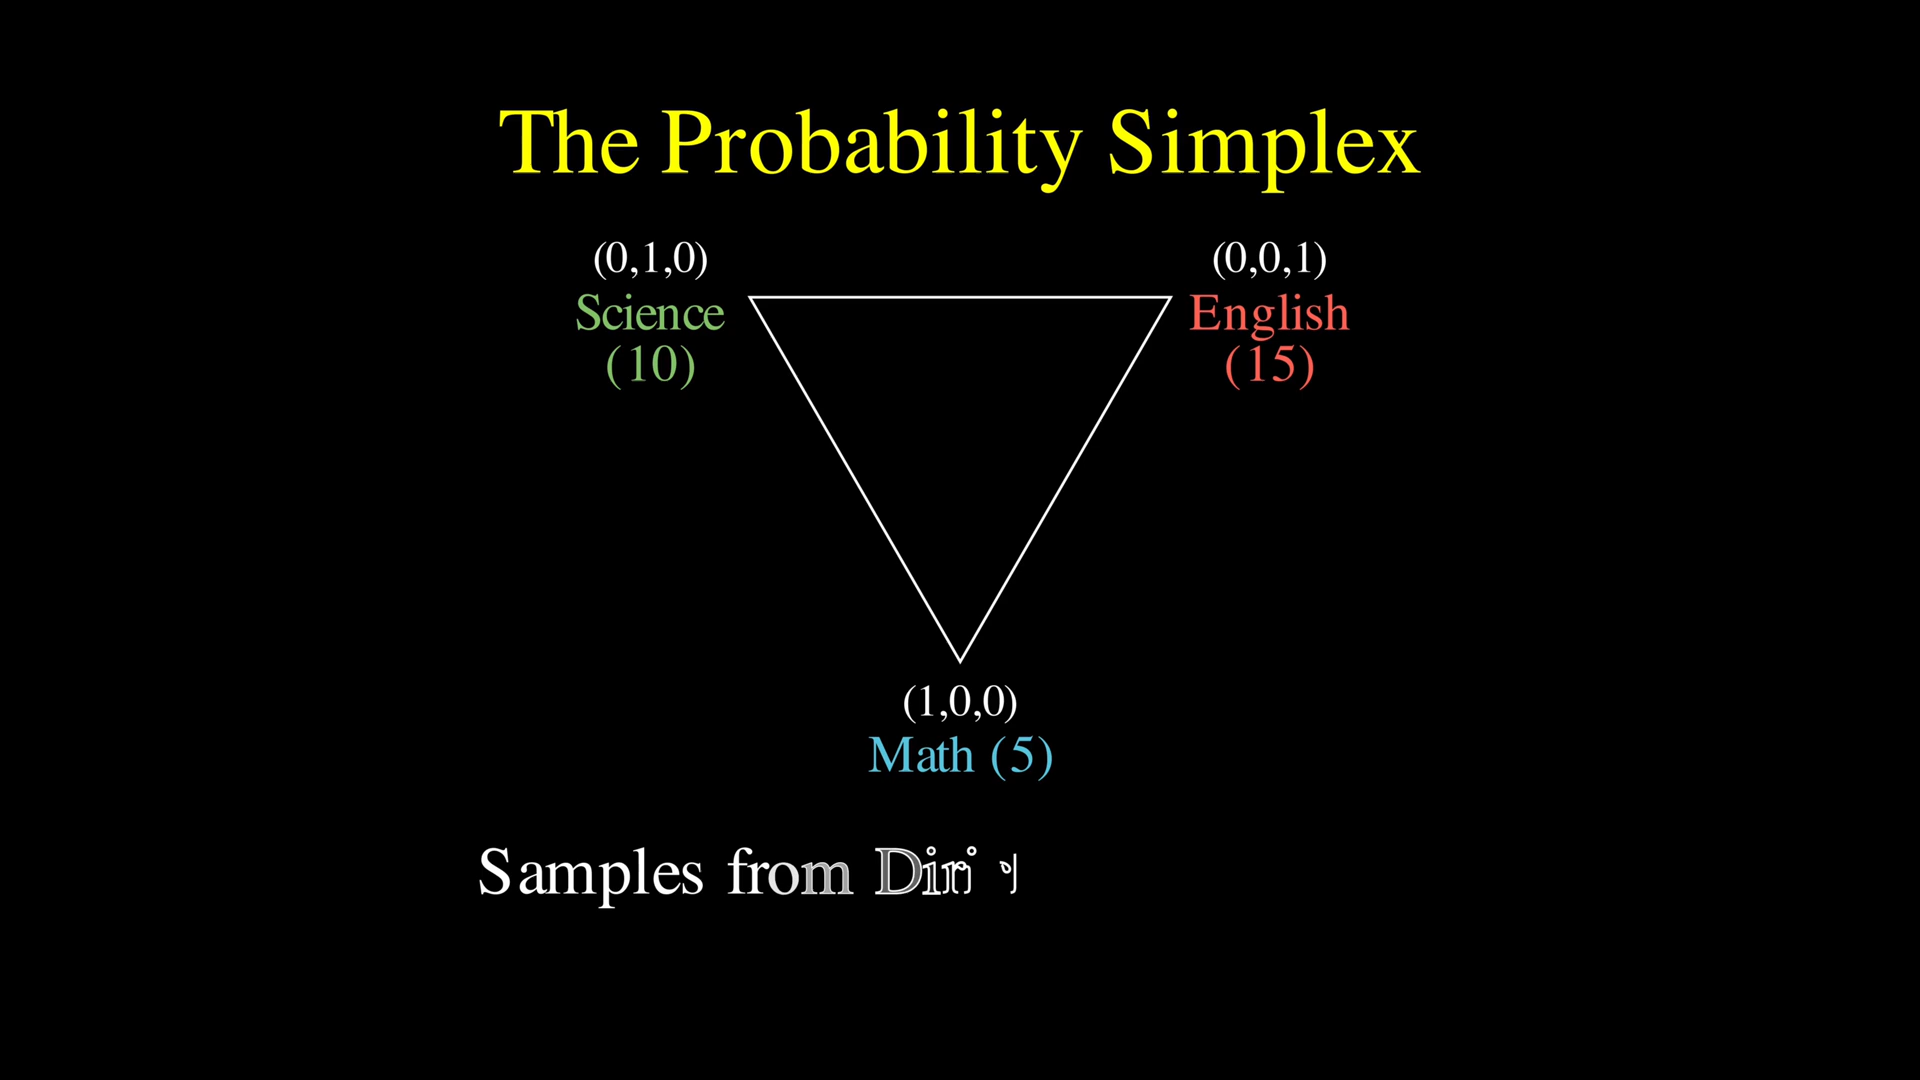 The Probability Simplex
(0,1,0)
Science
(10)
(0,0,1)
English
(15)
(1,0,0)
Math (5)
Samples from